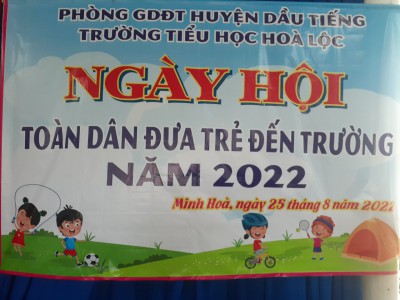 PHÒNG GDĐT HUYỆN DẦU TIẾNG
TRƯỜNG TIỂU HỌC HOÀ LỘC
NGÀY HỘI
TOÀN DÂN ĐƯA TRẺ ĐẾN TRƯỜNG
NĂM 2022
Minh Hoà, ngày 25 tháng 8 năm 2022